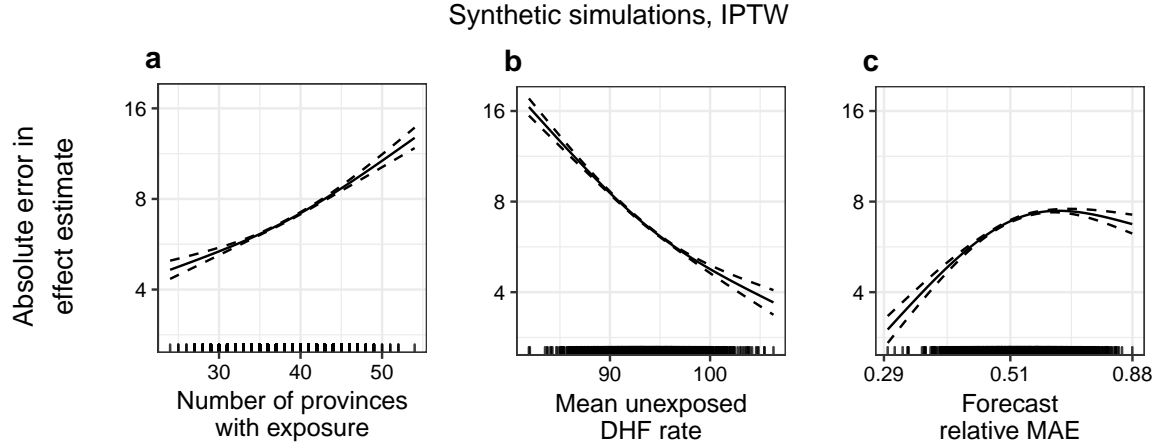 Synthetic simulations, IPTW
a
b
c
Absolute error in
effect estimate
16
8
4
30 40 50
Number of provinces
with exposure
16
8
4
90 100
Mean unexposed
DHF rate
16
8
4
0.29 0.51 0.88
Forecast
relative MAE